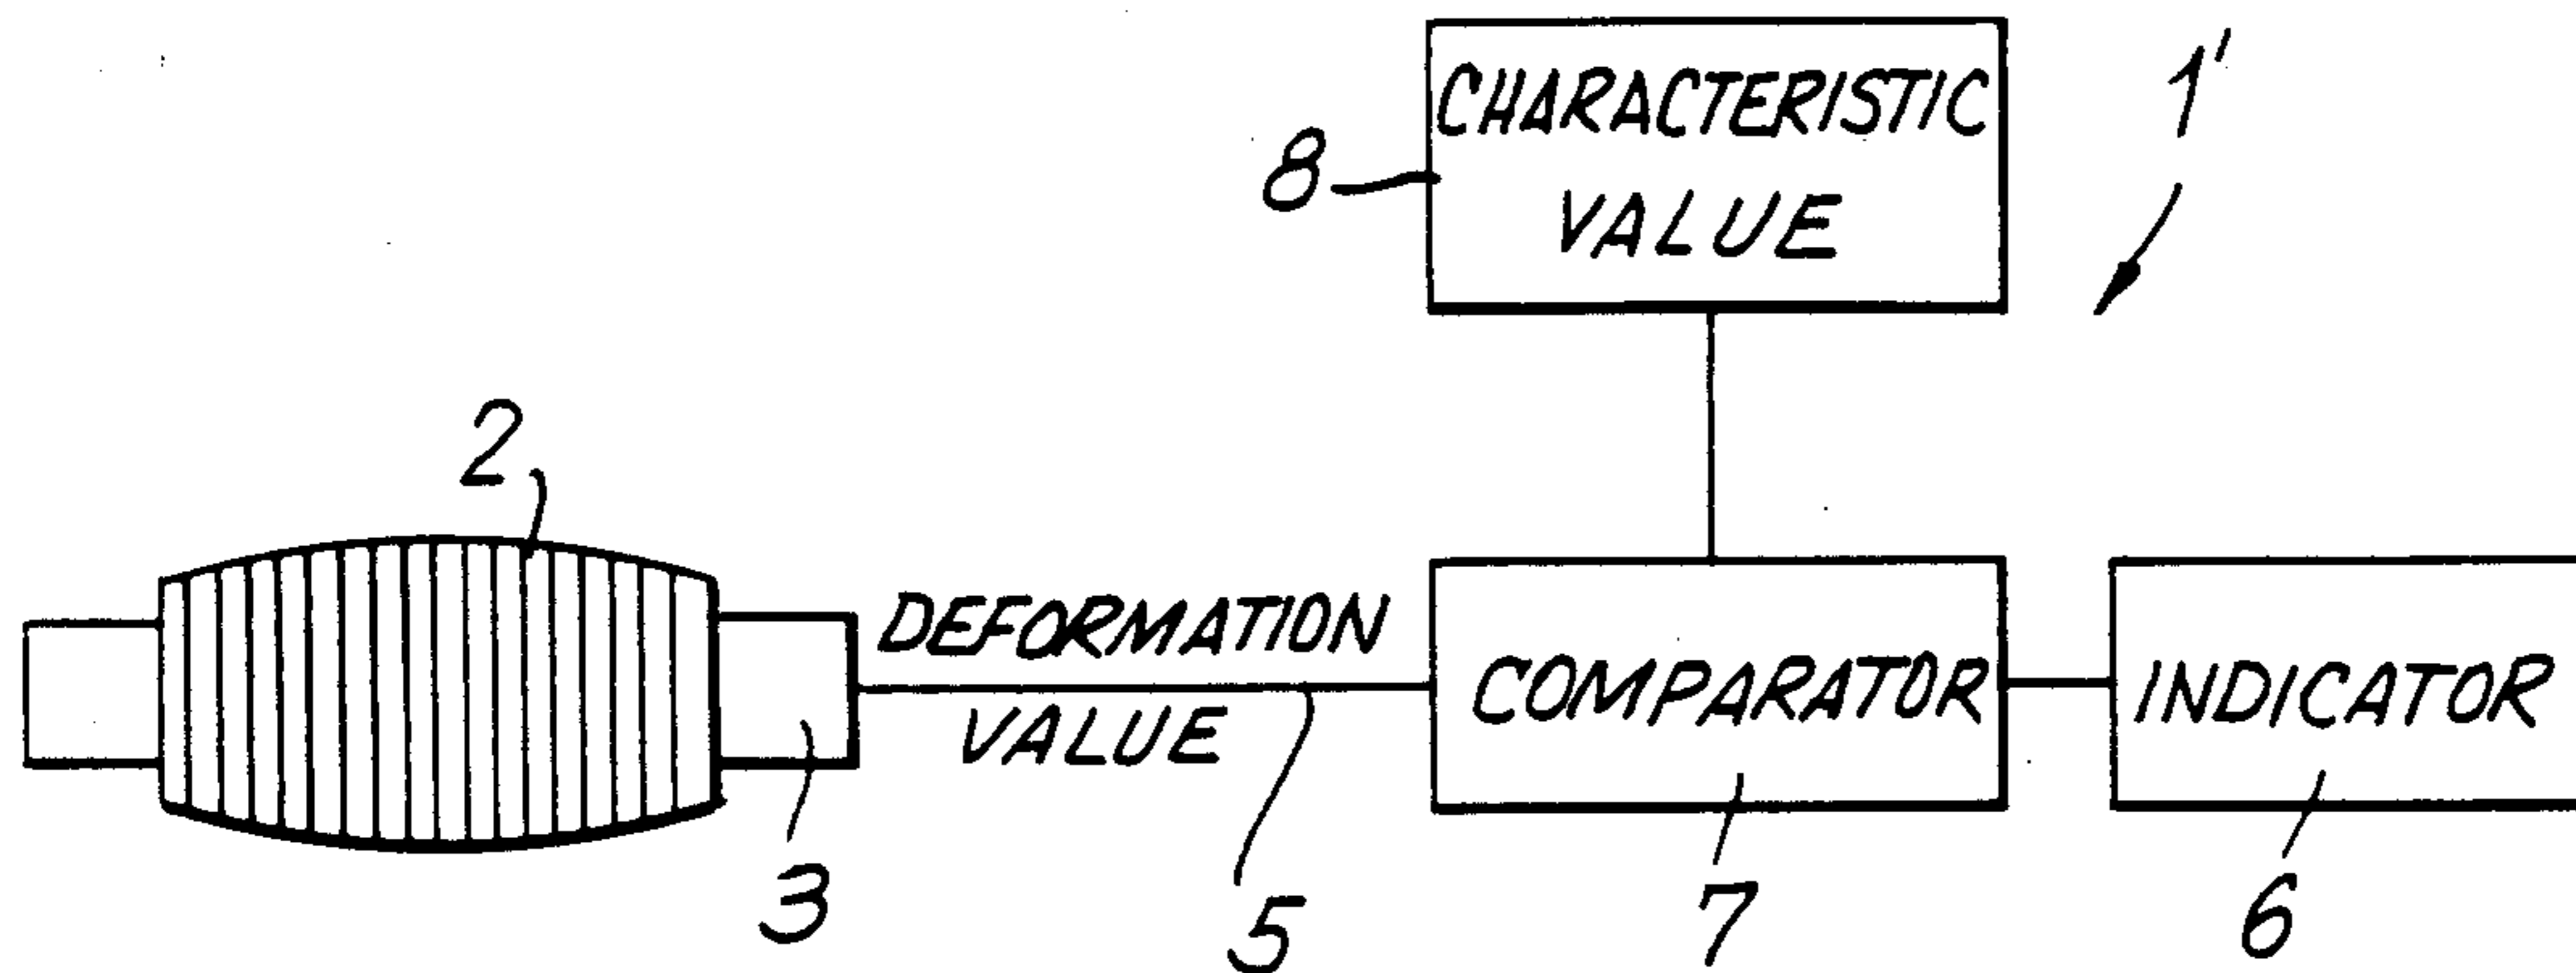 CHARACTERISTIC
VALUE
8
1'
2
DEFORMATION
VALUE
COMPARATOR
INDICATOR
3
5
7
6